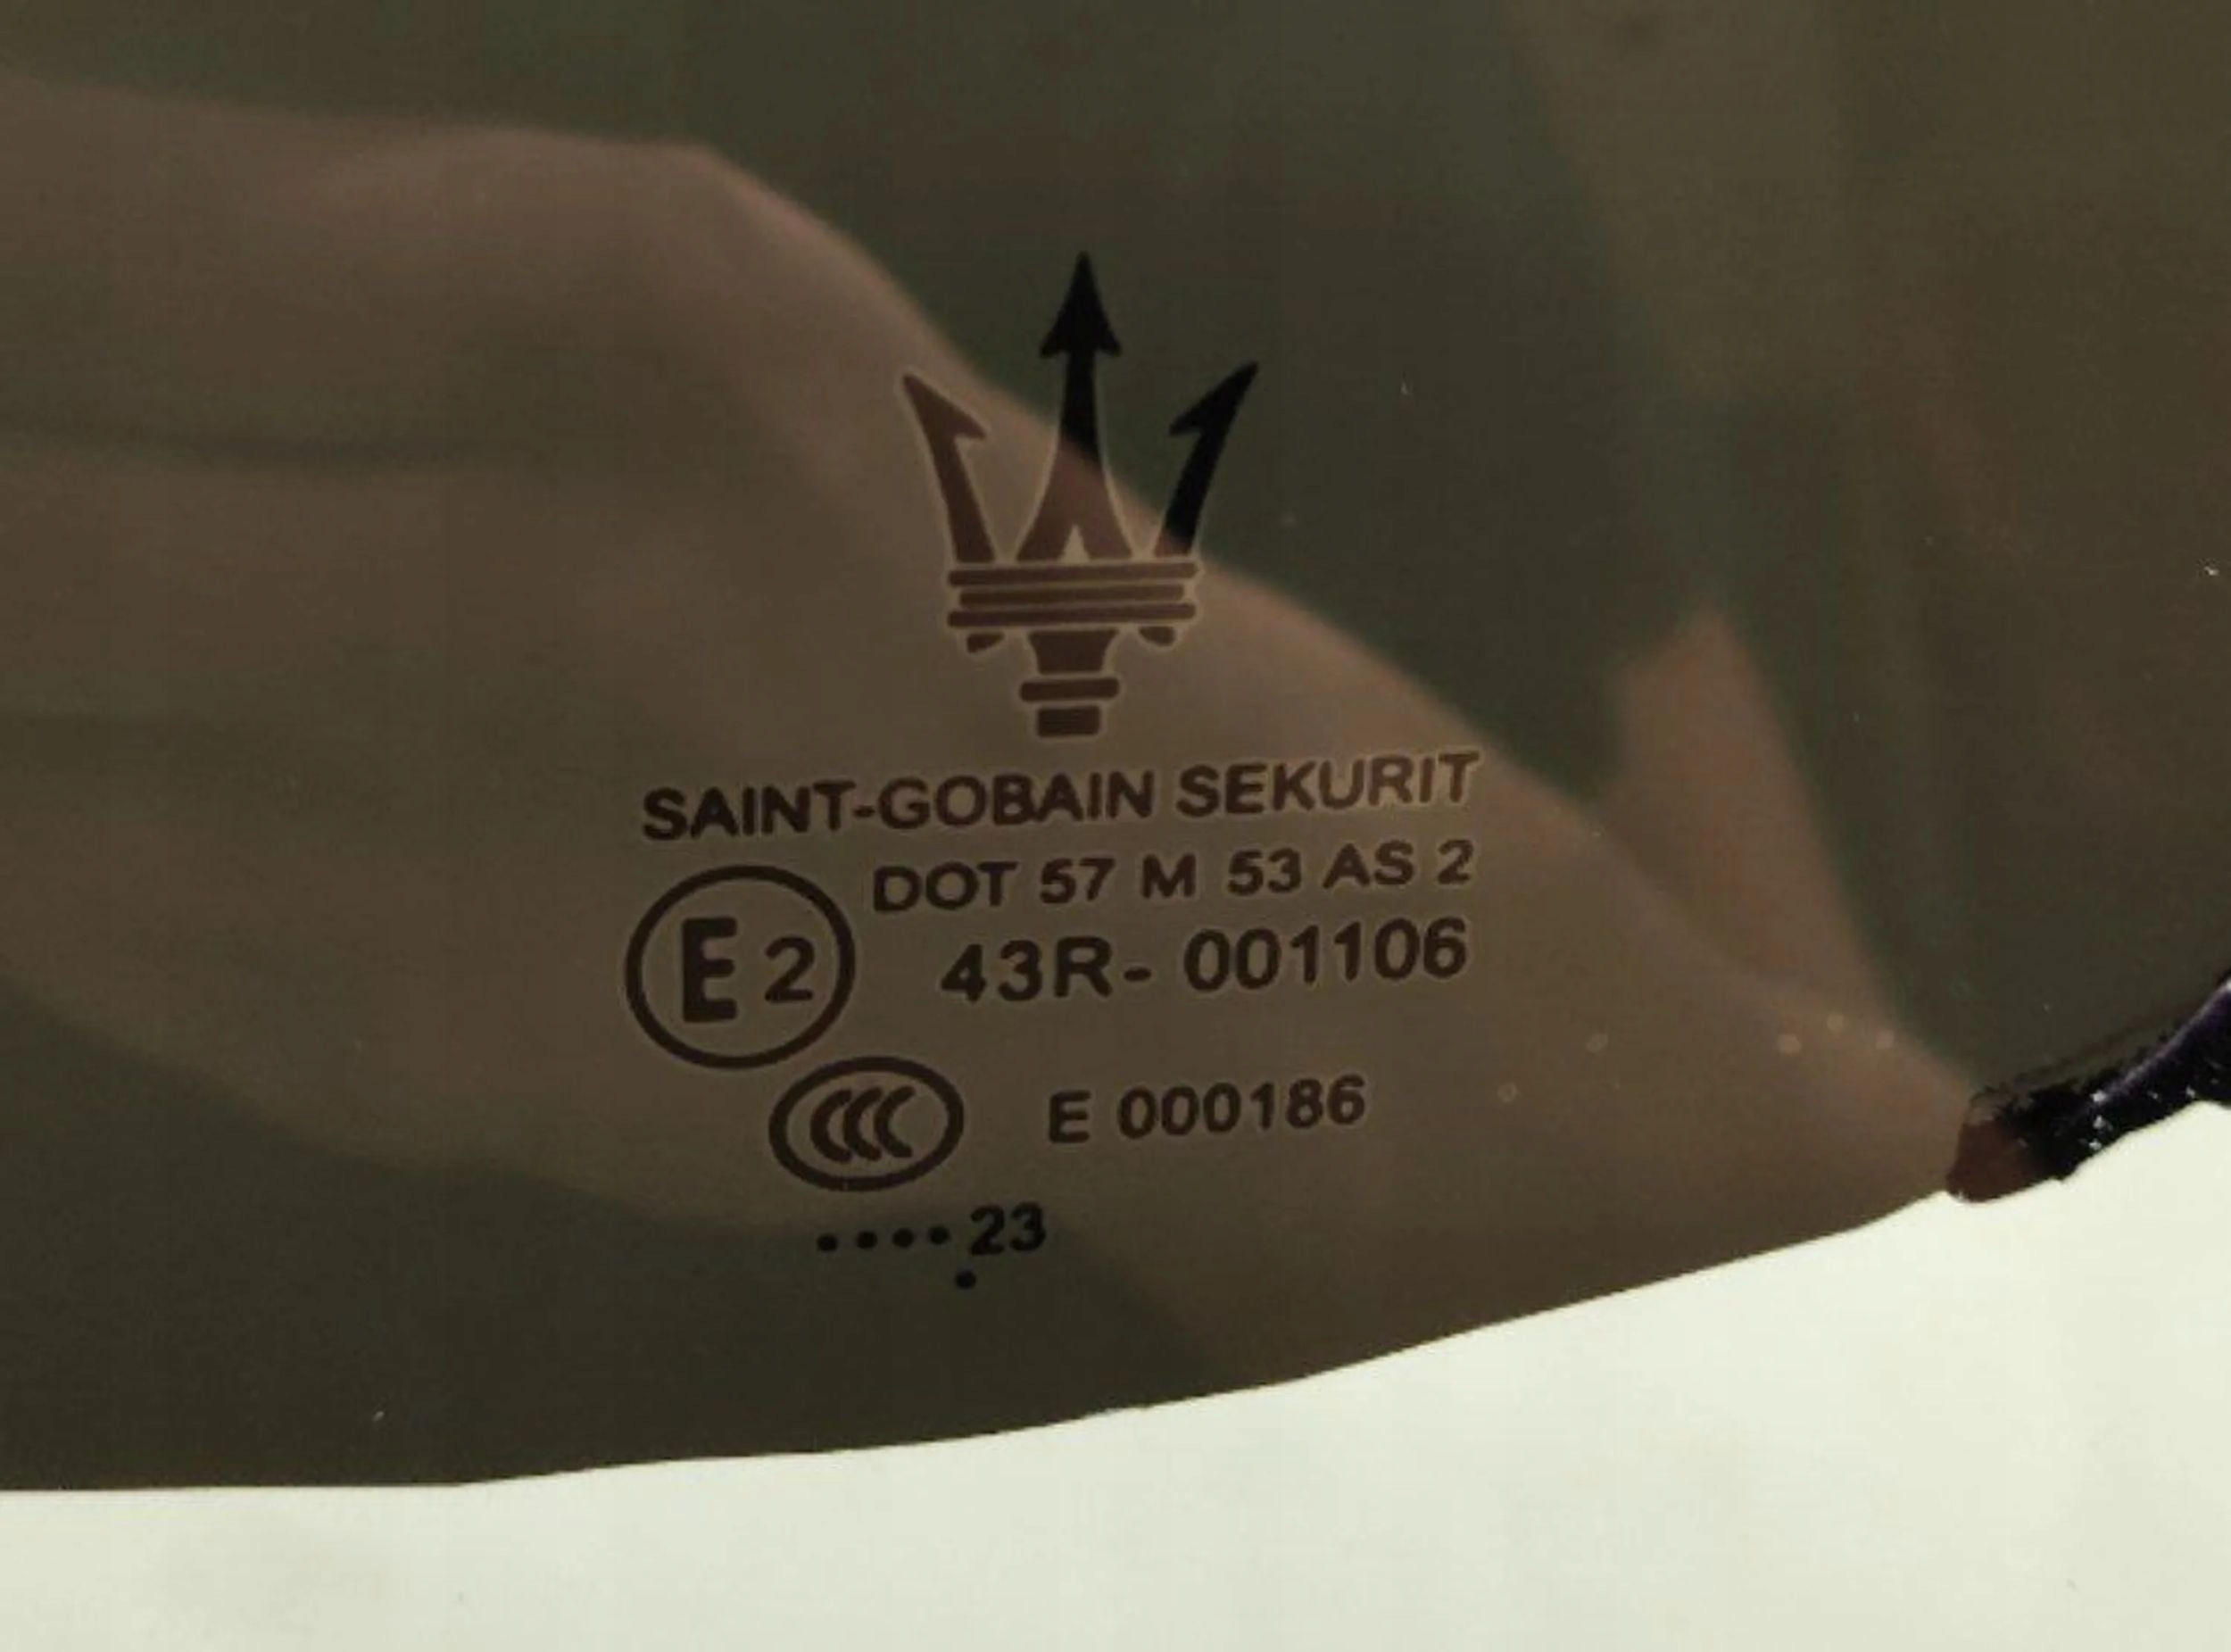 SAINT-GOBAIN SEKURIT
DOT 57 M 53 AS 2
E2 43R- 001106
CCC E 000186
....23
.